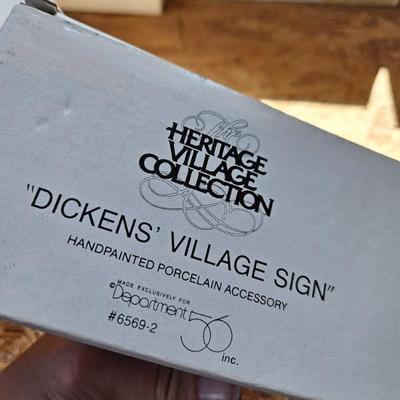 The
HERITAGE
VILLAGE
COLLECTION
"DICKENS' VILLAGE SIGN"
HANDPAINTED PORCELAIN ACCESSORY
MADE EXCLUSIVELY FOR
©Department 56 inc.
#6569-2